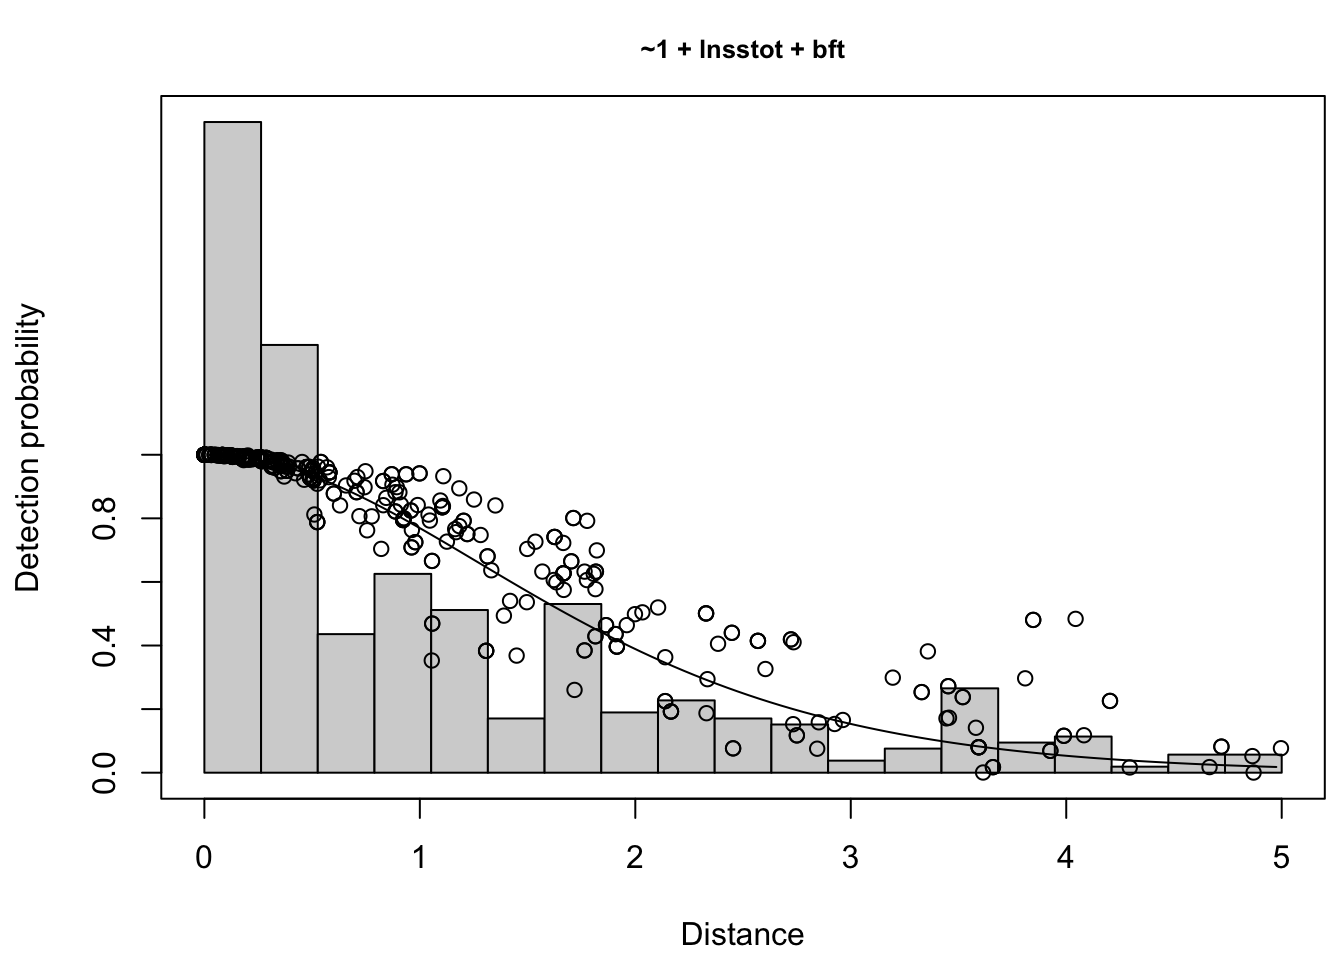 ~1 + lnsstot + bft
Detection probability
0.8
0.4
0.0
0 1 2 3 4 5
Distance